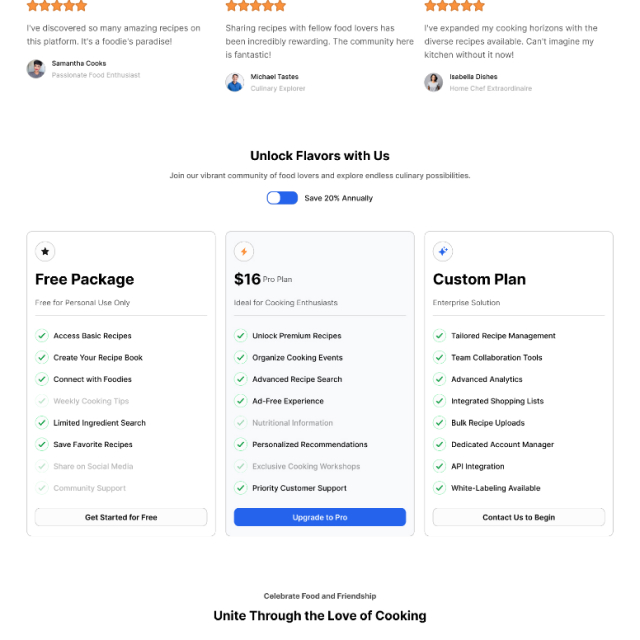 I've discovered so many amazing recipes on
this platform. It's a foodie's paradise!
Samantha Cooks
Passionate Food Enthusiast
Sharing recipes with fellow food lovers has
been incredibly rewarding. The community here
is fantastic!
Michael Tastes
Culinary Explorer
I've expanded my cooking horizons with the
diverse recipes available. Can't imagine my
kitchen without it now!
Isabella Dishes
Home Chef Extraordinaire
Unlock Flavors with Us
Join our vibrant community of food lovers and explore endless culinary possibilities.
Save 20% Annually
Free Package
Free for Personal Use Only
Access Basic Recipes
Create Your Recipe Book
Connect with Foodies
Weekly Cooking Tips
Limited Ingredient Search
Save Favorite Recipes
Share on Social Media
Community Support
Get Started for Free
$16 Pro Plan
Ideal for Cooking Enthusiasts
Unlock Premium Recipes
Organize Cooking Events
Advanced Recipe Search
Ad-Free Experience
Nutritional Information
Personalized Recommendations
Exclusive Cooking Workshops
Priority Customer Support
Upgrade to Pro
Custom Plan
Enterprise Solution
Tailored Recipe Management
Team Collaboration Tools
Advanced Analytics
Integrated Shopping Lists
Bulk Recipe Uploads
Dedicated Account Manager
API Integration
White-Labeling Available
Contact Us to Begin
Celebrate Food and Friendship
Unite Through the Love of Cooking